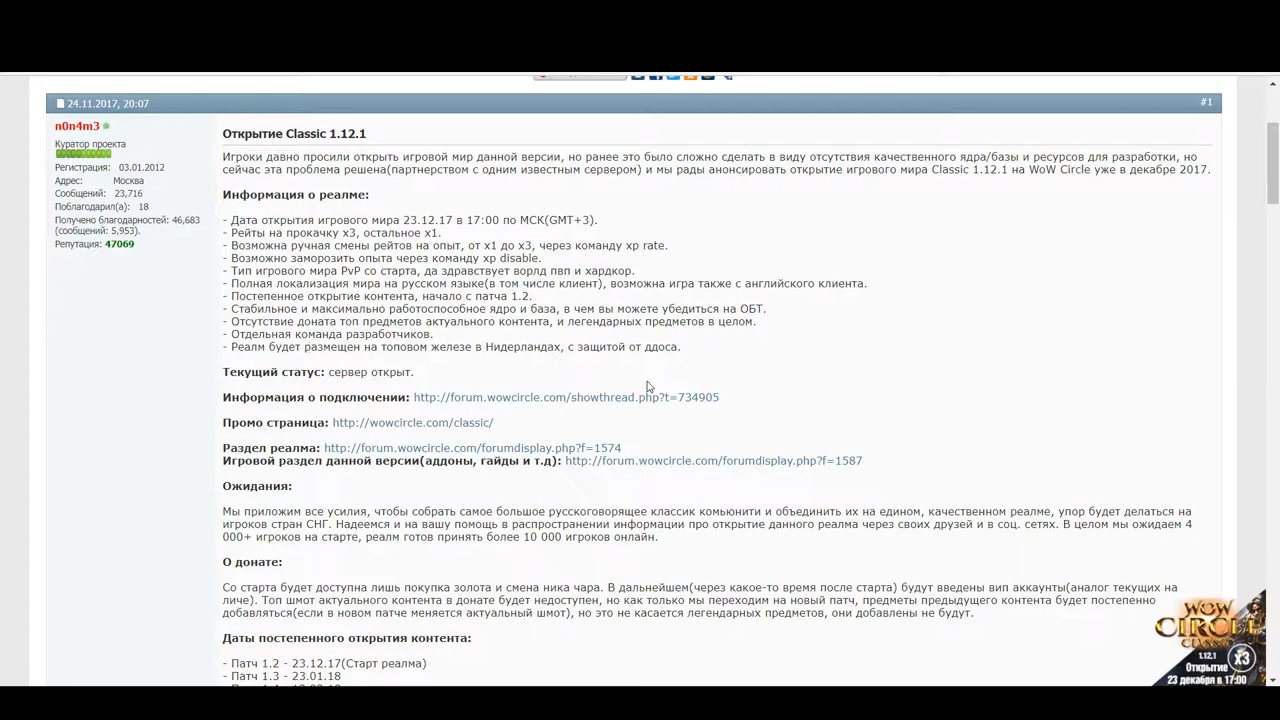 24.11.2017, 20:07
#1
n0n4m3
Куратор проекта
Регистрация: 03.01.2012
Адрес: Москва
Сообщений: 23,716
Поблагодарил(а): 18
Получено благодарностей: 46,683
(сообщений: 5,953).
Репутация: 47069
Открытие Classic 1.12.1
Игроки давно просили открыть игровой мир данной версии, но ранее это было сложно сделать в виду отсутствия качественного ядра/базы и ресурсов для разработки, но
сейчас эта проблема решена(партнерством с одним известным сервером) и мы рады анонсировать открытие игрового мира Classic 1.12.1 на WoW Circle уже в декабре 2017.
Информация о реалме:
- Дата открытия игрового мира 23.12.17 в 17:00 по МСК(GMT+3).
- Рейты на прокачку х3, остальное х1.
- Возможна ручная смены рейтов на опыт, от х1 до х3, через команду xp rate.
- Возможно заморозить опыта через команду xp disable.
- Тип игрового мира PvP со старта, да здравствует ворлд пвп и хардкор.
- Полная локализация мира на русском языке(в том числе клиент), возможна игра также с английского клиента.
- Постепенное открытие контента, начало с патча 1.2.
- Стабильное и максимально работоспособное ядро и база, в чем вы можете убедиться на ОБТ.
- Отсутствие доната топ предметов актуального контента, и легендарных предметов в целом.
- Отдельная команда разработчиков.
- Реалм будет размещен на топовом железе в Нидерландах, с защитой от ддоса.
Текущий статус: сервер открыт.
Информация о подключении: http://forum.wowcircle.com/showthread.php?t=734905
Промо страница: http://wowcircle.com/classic/
Раздел реалма: http://forum.wowcircle.com/forumdisplay.php?f=1574
Игровой раздел данной версии(аддоны, гайды и т.д): http://forum.wowcircle.com/forumdisplay.php?f=1587
Ожидания:
Мы приложим все усилия, чтобы собрать самое большое русскоговорящее классик комьюнити и объединить их на едином, качественном реалме, упор будет делаться на
игроков стран СНГ. Надеемся и на вашу помощь в распространении информации про открытие данного реалма через своих друзей и в соц. сетях. В целом мы ожидаем 4
000+ игроков на старте, реалм готов принять более 10 000 игроков онлайн.
О донате:
Со старта будет доступна лишь покупка золота и смена ника чара. В дальнейшем(через какое-то время после старта) будут введены вип аккаунты(аналог текущих на
личе). Топ шмот актуального контента в донате будет недоступен, но как только мы переходим на новый патч, предметы предыдущего контента будет постепенно
добавляться(если в новом патче меняется актуальный шмот), но это не касается легендарных предметов, они добавлены не будут.
Даты постепенного открытия контента:
- Патч 1.2 - 23.12.17(Старт реалма)
- Патч 1.3 - 23.01.18
WOW
CIRCLE
CLASSIC
1.12.1
x3
Открытие
23 декабря в 17:00